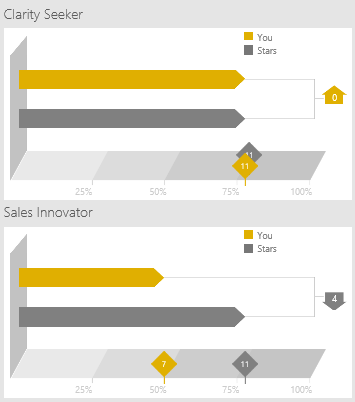 Clarity Seeker
You
Stars
0
11
11
25% 50% 75% 100%
Sales Innovator
You
Stars
4
7 11
25% 50% 75% 100%